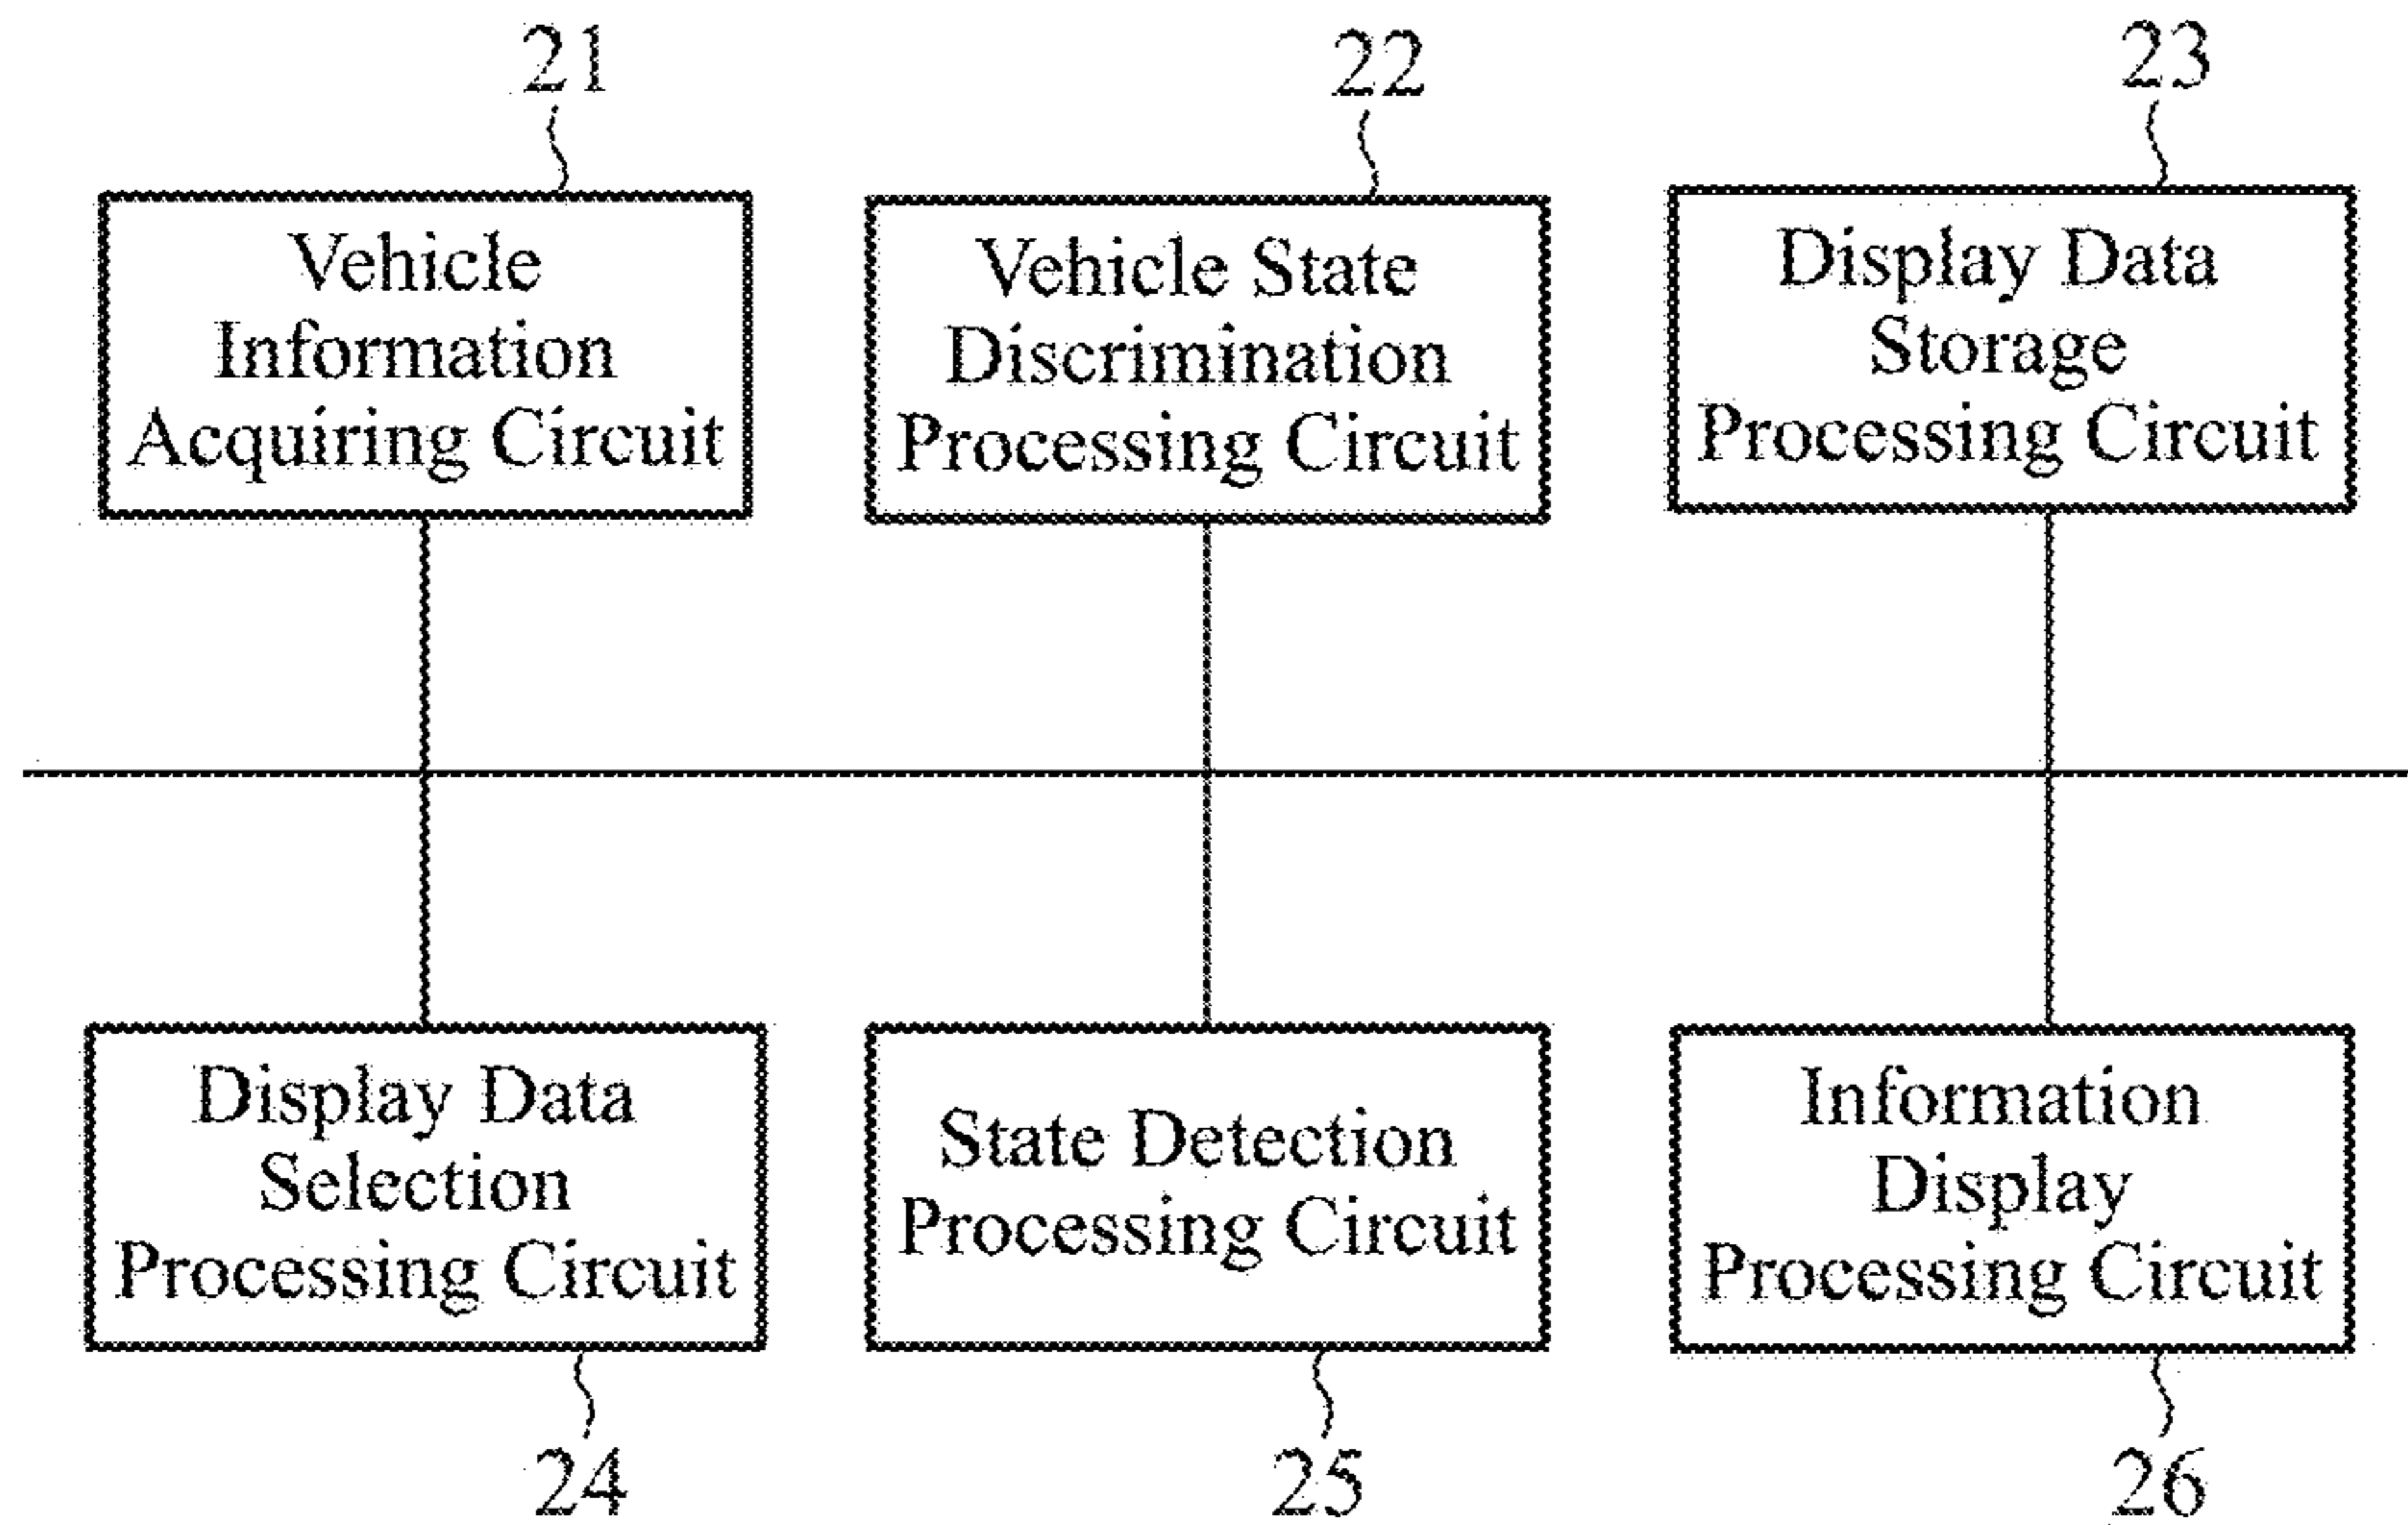 21
Vehicle
Information
Acquiring Circuit
22
Vehicle State
Discrimination
Processing Circuit
23
Display Data
Storage
Processing Circuit
Display Data
Selection
Processing Circuit
24
State Detection
Processing Circuit
25
Information
Display
Processing Circuit
26